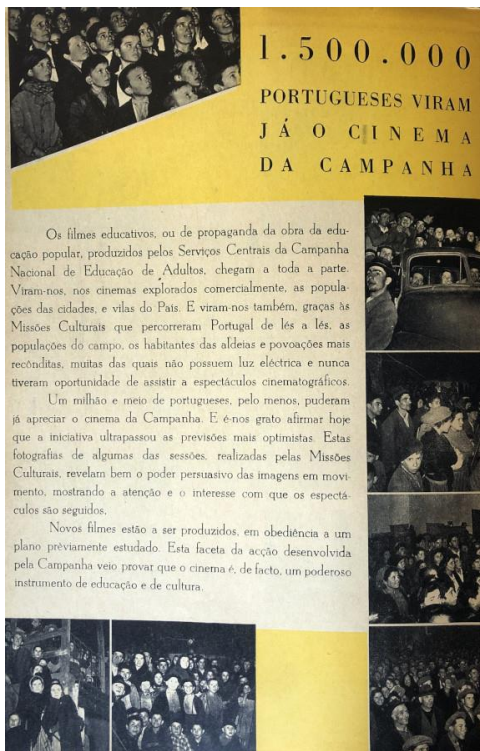 1.500.000
PORTUGUESES VIRAM
JÁ O CINEMA
DA CAMPANHA
Os filmes educativos, ou de propaganda da obra da edu-
cação popular, produzidos pelos Serviços Centrais da Campanha
Nacional de Educação de Adultos, chegam a toda a parte.
Viram-nos, nos cinemas explorados comercialmente, as popula-
ções das cidades, e vilas do País. E viram-nos também, graças às
Missões Culturais que percorreram Portugal de lés a lés, as
populações do campo, os habitantes das aldeias e povoações mais
recônditas, muitas das quais não possuem luz eléctrica e nunca
tiveram oportunidade de assistir a espectáculos cinematográficos.
Um milhão e meio de portugueses, pelo menos, puderam
já apreciar o cinema da Campanha. E é-nos grato afirmar hoje
que a iniciativa ultrapassou as previsões mais optimistas. Estas
fotografias de algumas das sessões, realizadas pelas Missões
Culturais, revelam bem o poder persuasivo das imagens em movi-
mento, mostrando a atenção e o interesse com que os espectá-
culos são seguidos.
Novos filmes estão a ser produzidos, em obediência a um
plano prèviamente estudado. Esta faceta da acção desenvolvida
pela Campanha veio provar que o cinema é, de facto, um poderoso
instrumento de educação e de cultura.